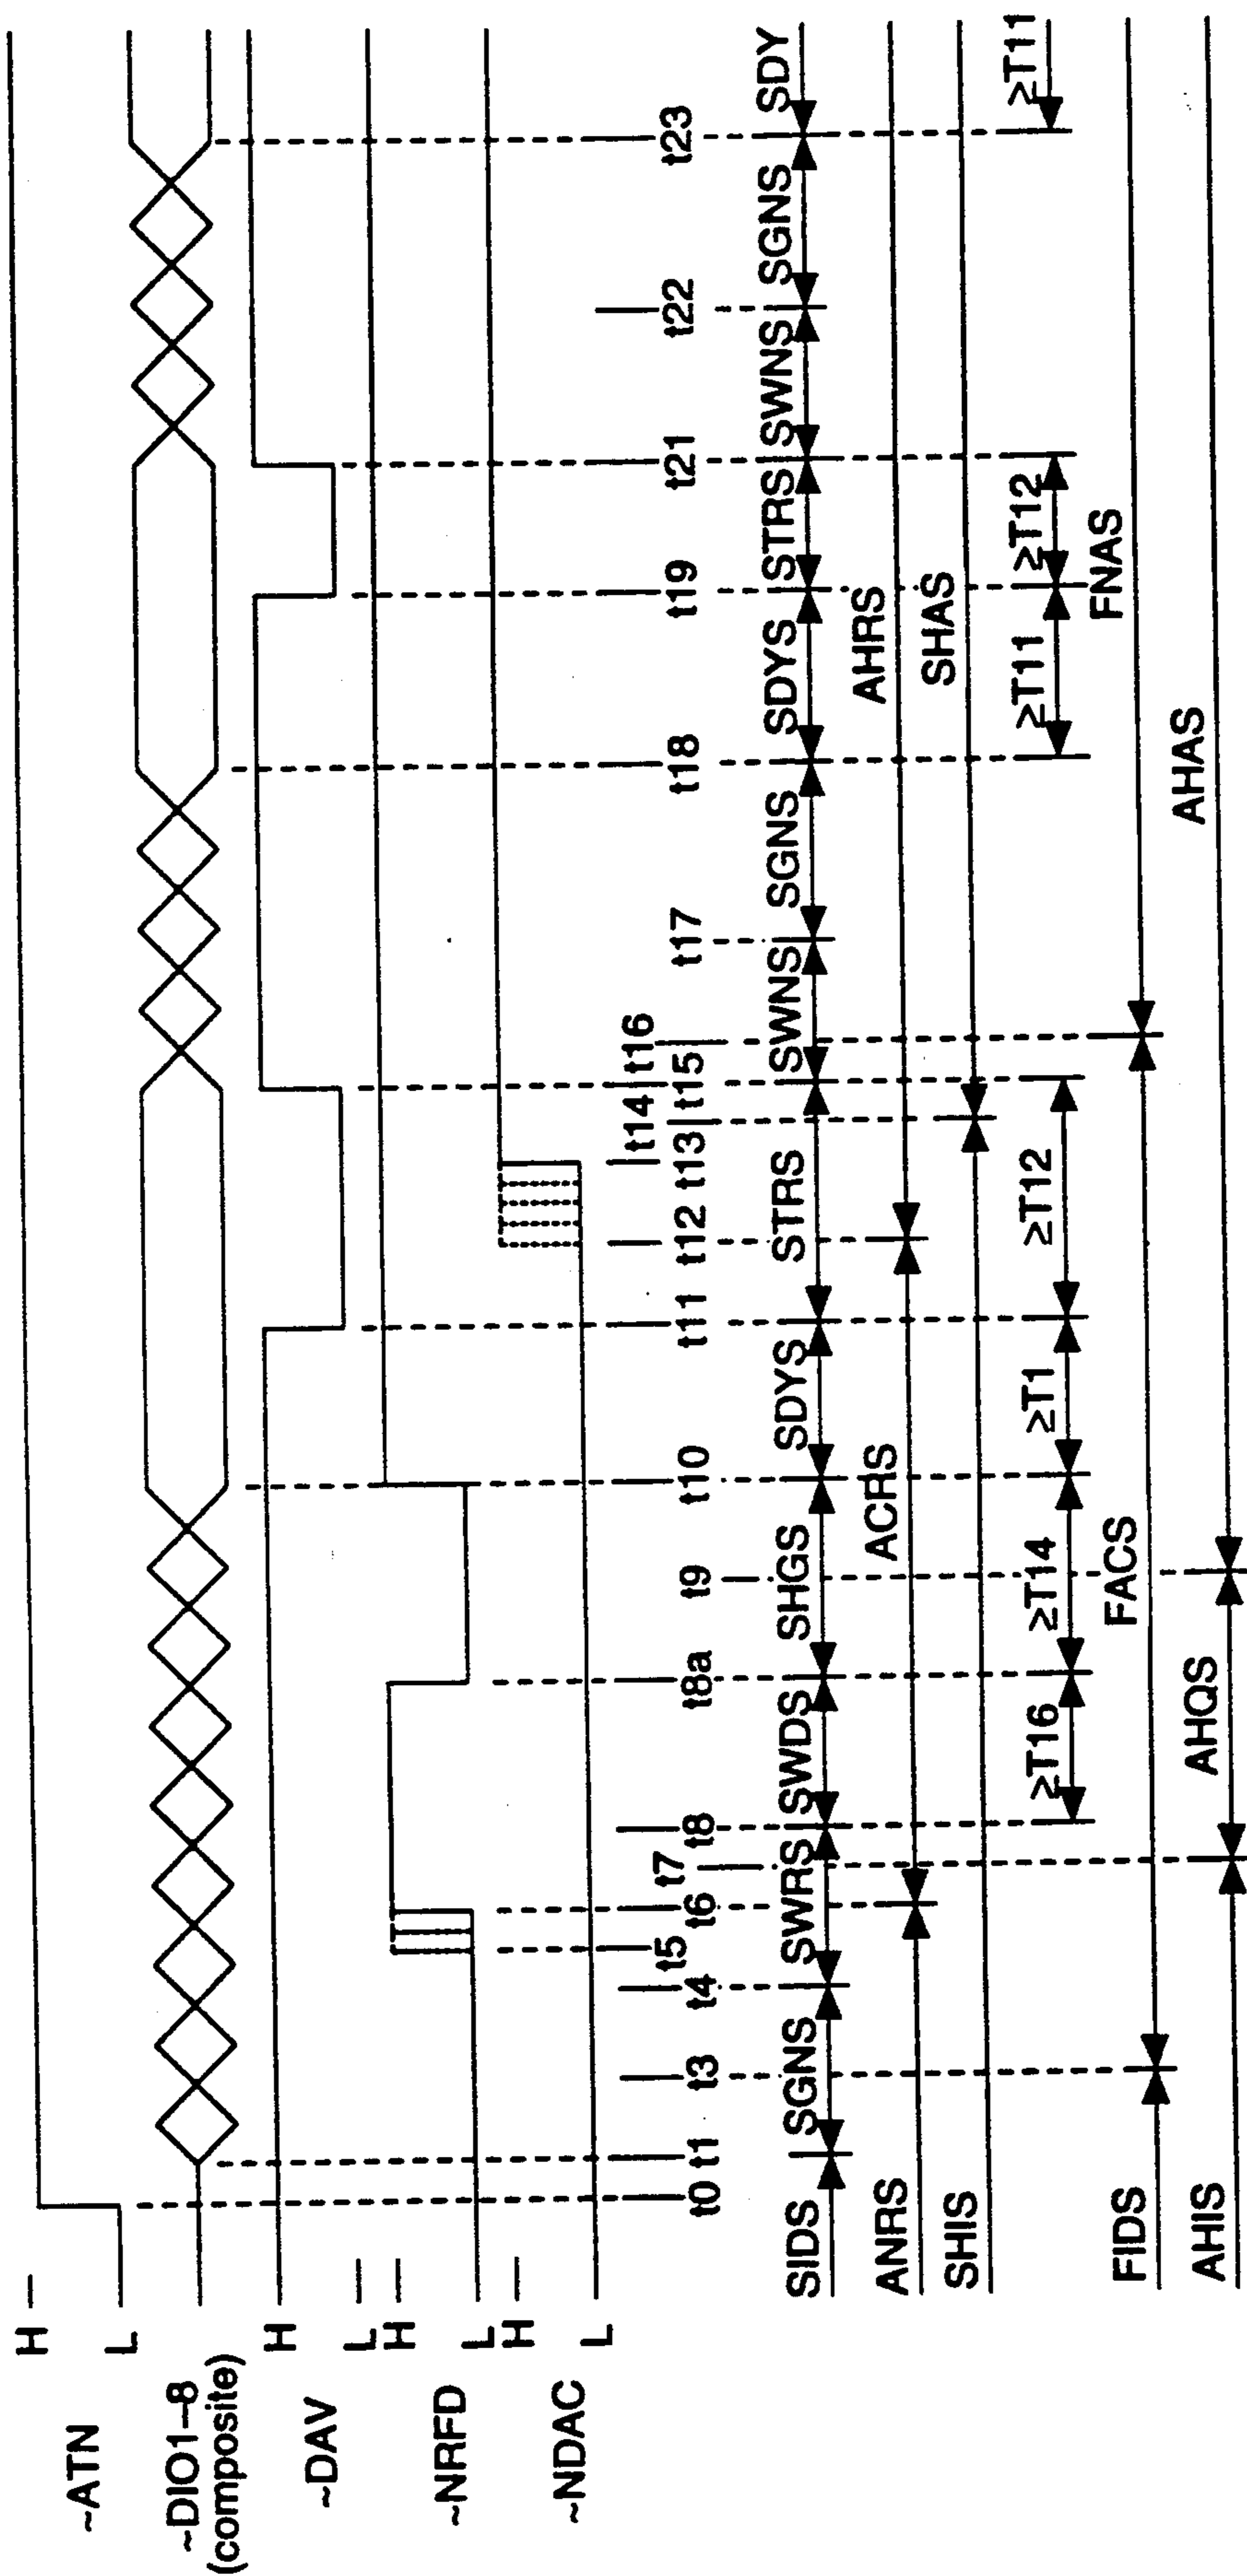 ~ATN
H
L
~DIO1–8
(composite)
~DAV
H
L
~NRFD
H
L
~NDAC
H
L
t0 t1 t3 t4 t5 t6 t7 t8 t8a t9 t10 t11 t12 t13 t14 t15 t16 t17 t18 t19 t21 t22 t23
SIDS SGNS SWRS SWDS SHGS SDYS STRS SWNS SGNS SDYS STRS SWNS SGNS SDY
ANRS ACRS AHRS
SHIS SHAS
≥T16 ≥T14 ≥T1 ≥T12 ≥T11 ≥T12 ≥T11
FIDS FACS FNAS
AHIS AHQS AHAS